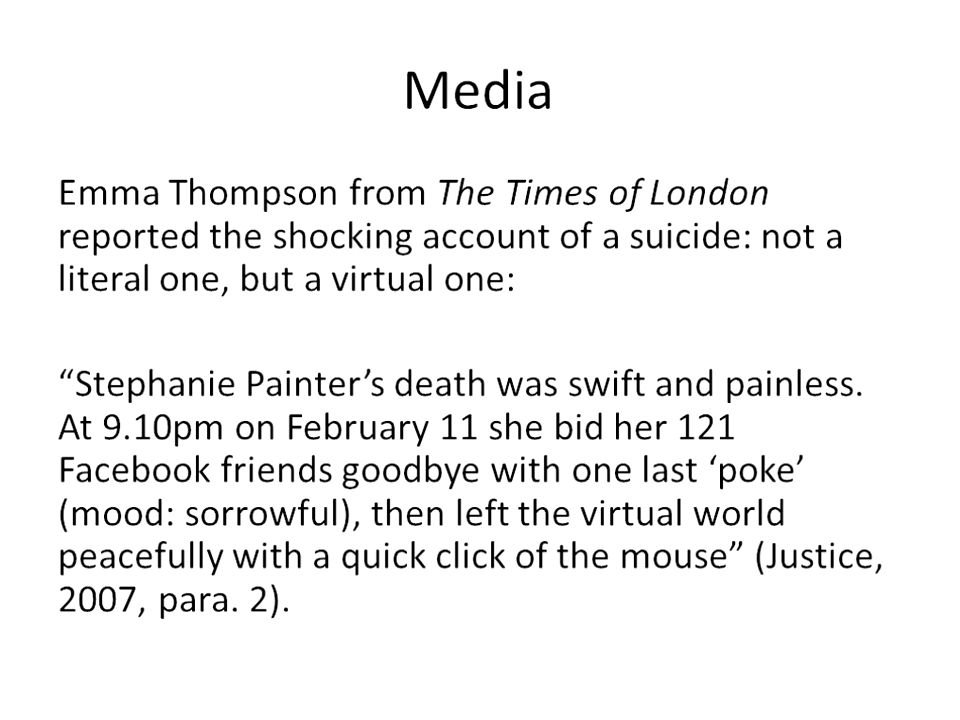 Media
Emma Thompson from The Times of London
reported the shocking account of a suicide: not a
literal one, but a virtual one:
“Stephanie Painter’s death was swift and painless.
At 9.10pm on February 11 she bid her 121
Facebook friends goodbye with one last ‘poke’
(mood: sorrowful), then left the virtual world
peacefully with a quick click of the mouse” (Justice,
2007, para. 2).